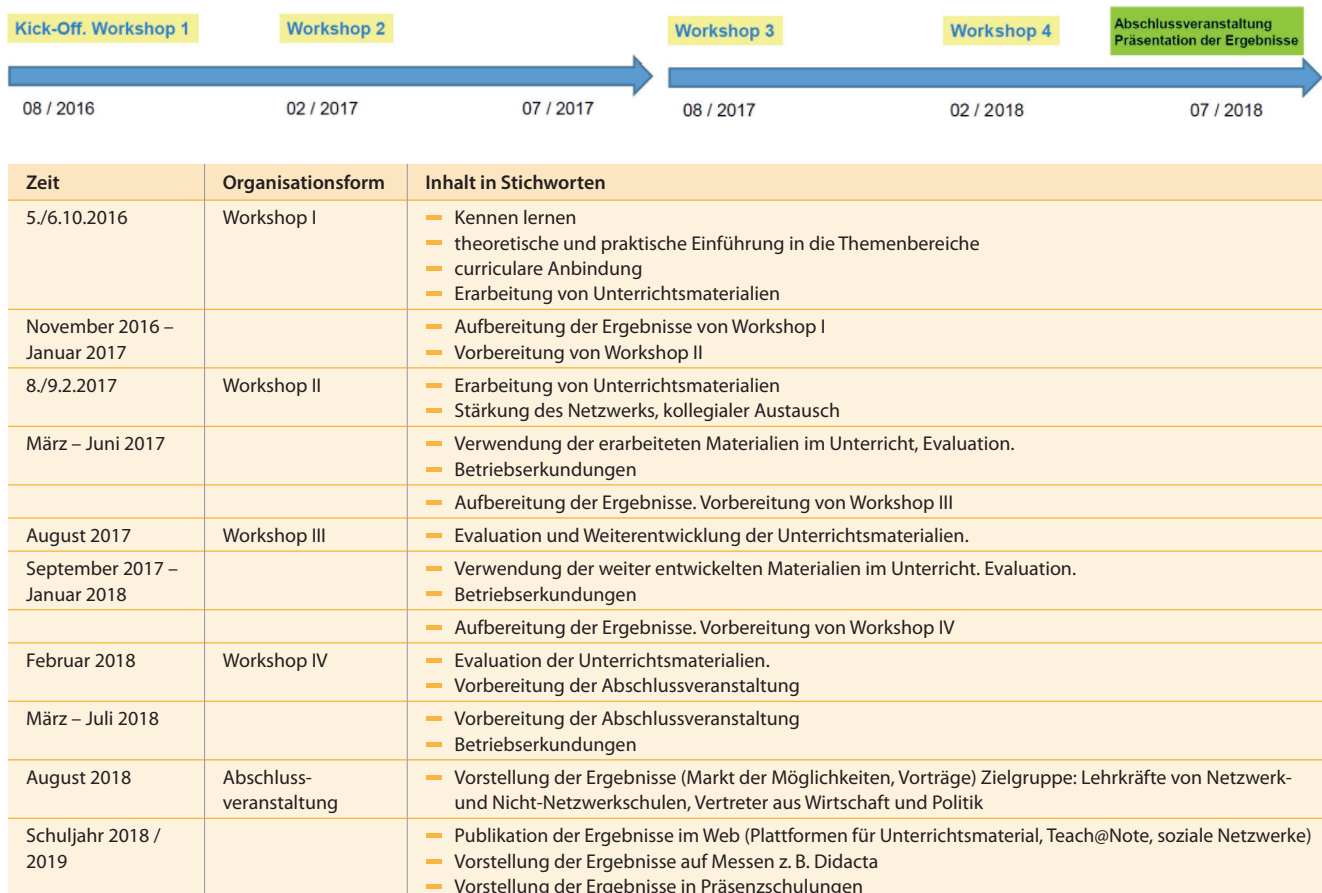 Kick-Off. Workshop 1
Workshop 2
Workshop 3
Workshop 4
Abschlussveranstaltung
Präsentation der Ergebnisse
08 / 2016
02 / 2017
07 / 2017
08 / 2017
02 / 2018
07 / 2018
Zeit Organisationsform Inhalt in Stichworten
5./6.10.2016 Workshop I Kennen lernen
theoretische und praktische Einführung in die Themenbereiche
curriculare Anbindung
Erarbeitung von Unterrichtsmaterialien
November 2016 – Aufbereitung der Ergebnisse von Workshop I
Januar 2017 Vorbereitung von Workshop II
8./9.2.2017 Workshop II Erarbeitung von Unterrichtsmaterialien
Stärkung des Netzwerks, kollegialer Austausch
März – Juni 2017 Verwendung der erarbeiteten Materialien im Unterricht, Evaluation.
Betriebserkundungen
Aufbereitung der Ergebnisse. Vorbereitung von Workshop III
August 2017 Workshop III Evaluation und Weiterentwicklung der Unterrichtsmaterialien.
September 2017 – Verwendung der weiter entwickelten Materialien im Unterricht. Evaluation.
Januar 2018 Betriebserkundungen
Aufbereitung der Ergebnisse. Vorbereitung von Workshop IV
Februar 2018 Workshop IV Evaluation der Unterrichtsmaterialien.
Vorbereitung der Abschlussveranstaltung
März – Juli 2018 Vorbereitung der Abschlussveranstaltung
Betriebserkundungen
August 2018 Abschluss- Vorstellung der Ergebnisse (Markt der Möglichkeiten, Vorträge) Zielgruppe: Lehrkräfte von Netzwerk-
veranstaltung und Nicht-Netzwerkschulen, Vertreter aus Wirtschaft und Politik
Schuljahr 2018 / Publikation der Ergebnisse im Web (Plattformen für Unterrichtsmaterial, Teach@Note, soziale Netzwerke)
2019 Vorstellung der Ergebnisse auf Messen z. B. Didacta
Vorstellung der Ergebnisse in Präsenzschulungen